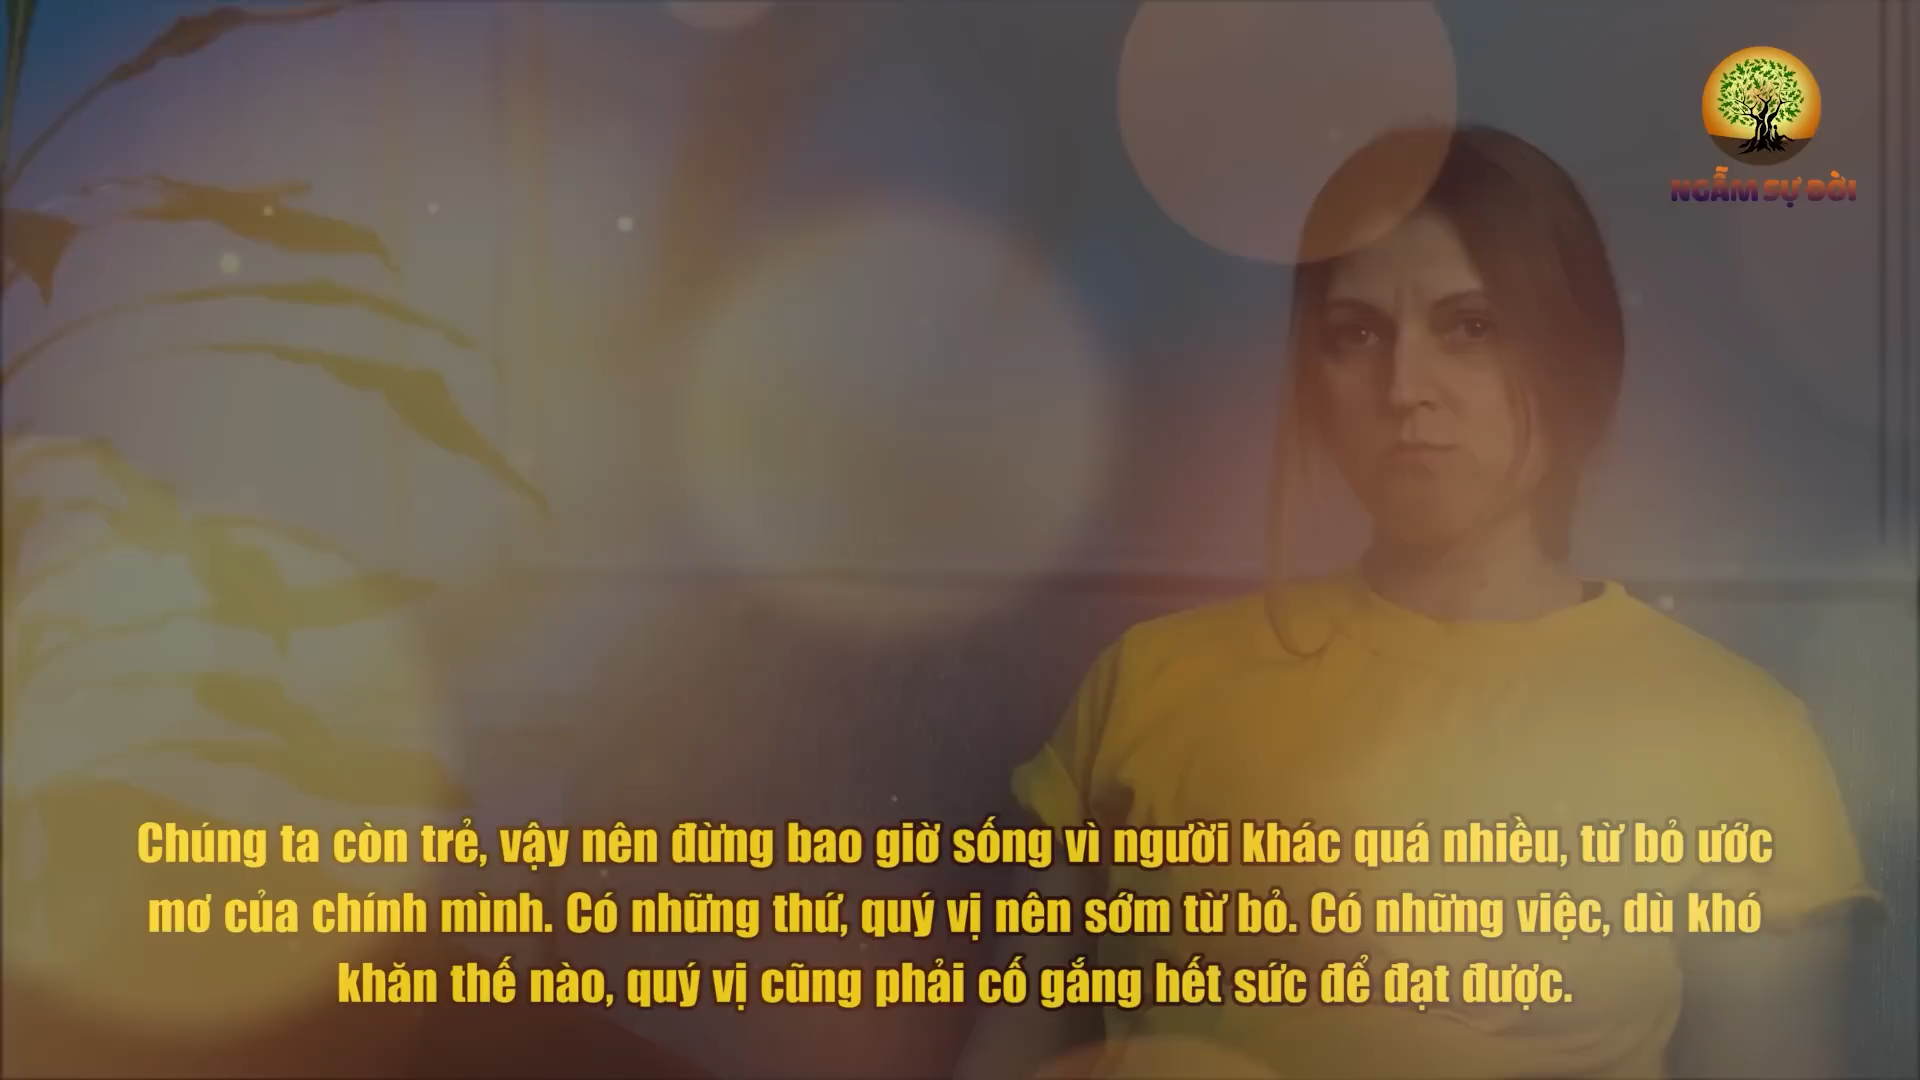 NGẪM SỰ ĐỜI
Chúng ta còn trẻ, vậy nên đừng bao giờ sống vì người khác quá nhiều, từ bỏ ước
mơ của chính mình. Có những thứ, quý vị nên sớm từ bỏ. Có những việc, dù khó
khăn thế nào, quý vị cũng phải cố gắng hết sức để đạt được.